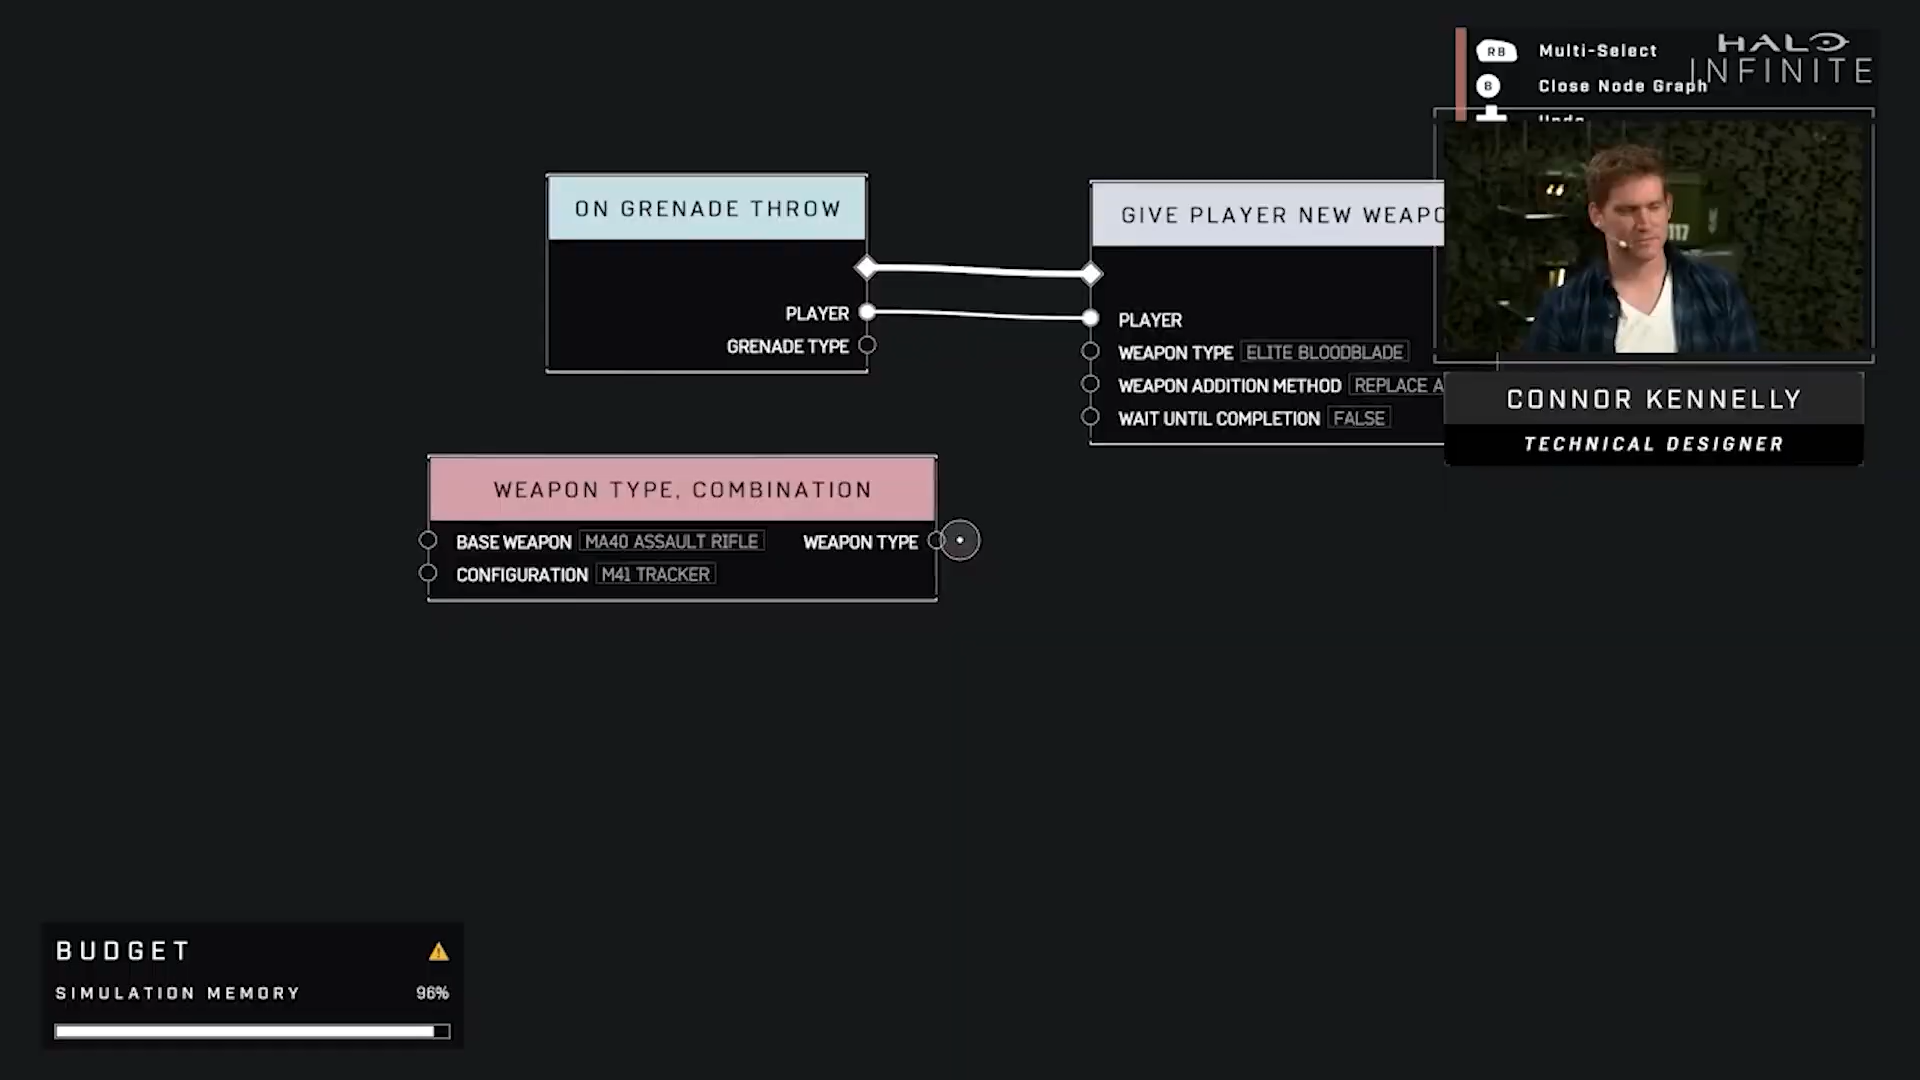 RB Multi-Select
B Close Node Graph
Undo
HALO
INFINITE
ON GRENADE THROW
PLAYER
GRENADE TYPE
GIVE PLAYER NEW
PLAYER
WEAPON TYPE ELITE BLOODBLADE
WEAPON ADDITION METHOD REPLACE
WAIT UNTIL COMPLETION FALSE
117
CONNOR KENNELLY
TECHNICAL DESIGNER
WEAPON TYPE, COMBINATION
BASE WEAPON MA40 ASSAULT RIFLE WEAPON TYPE
CONFIGURATION M41 TRACKER
BUDGET
SIMULATION MEMORY 96%